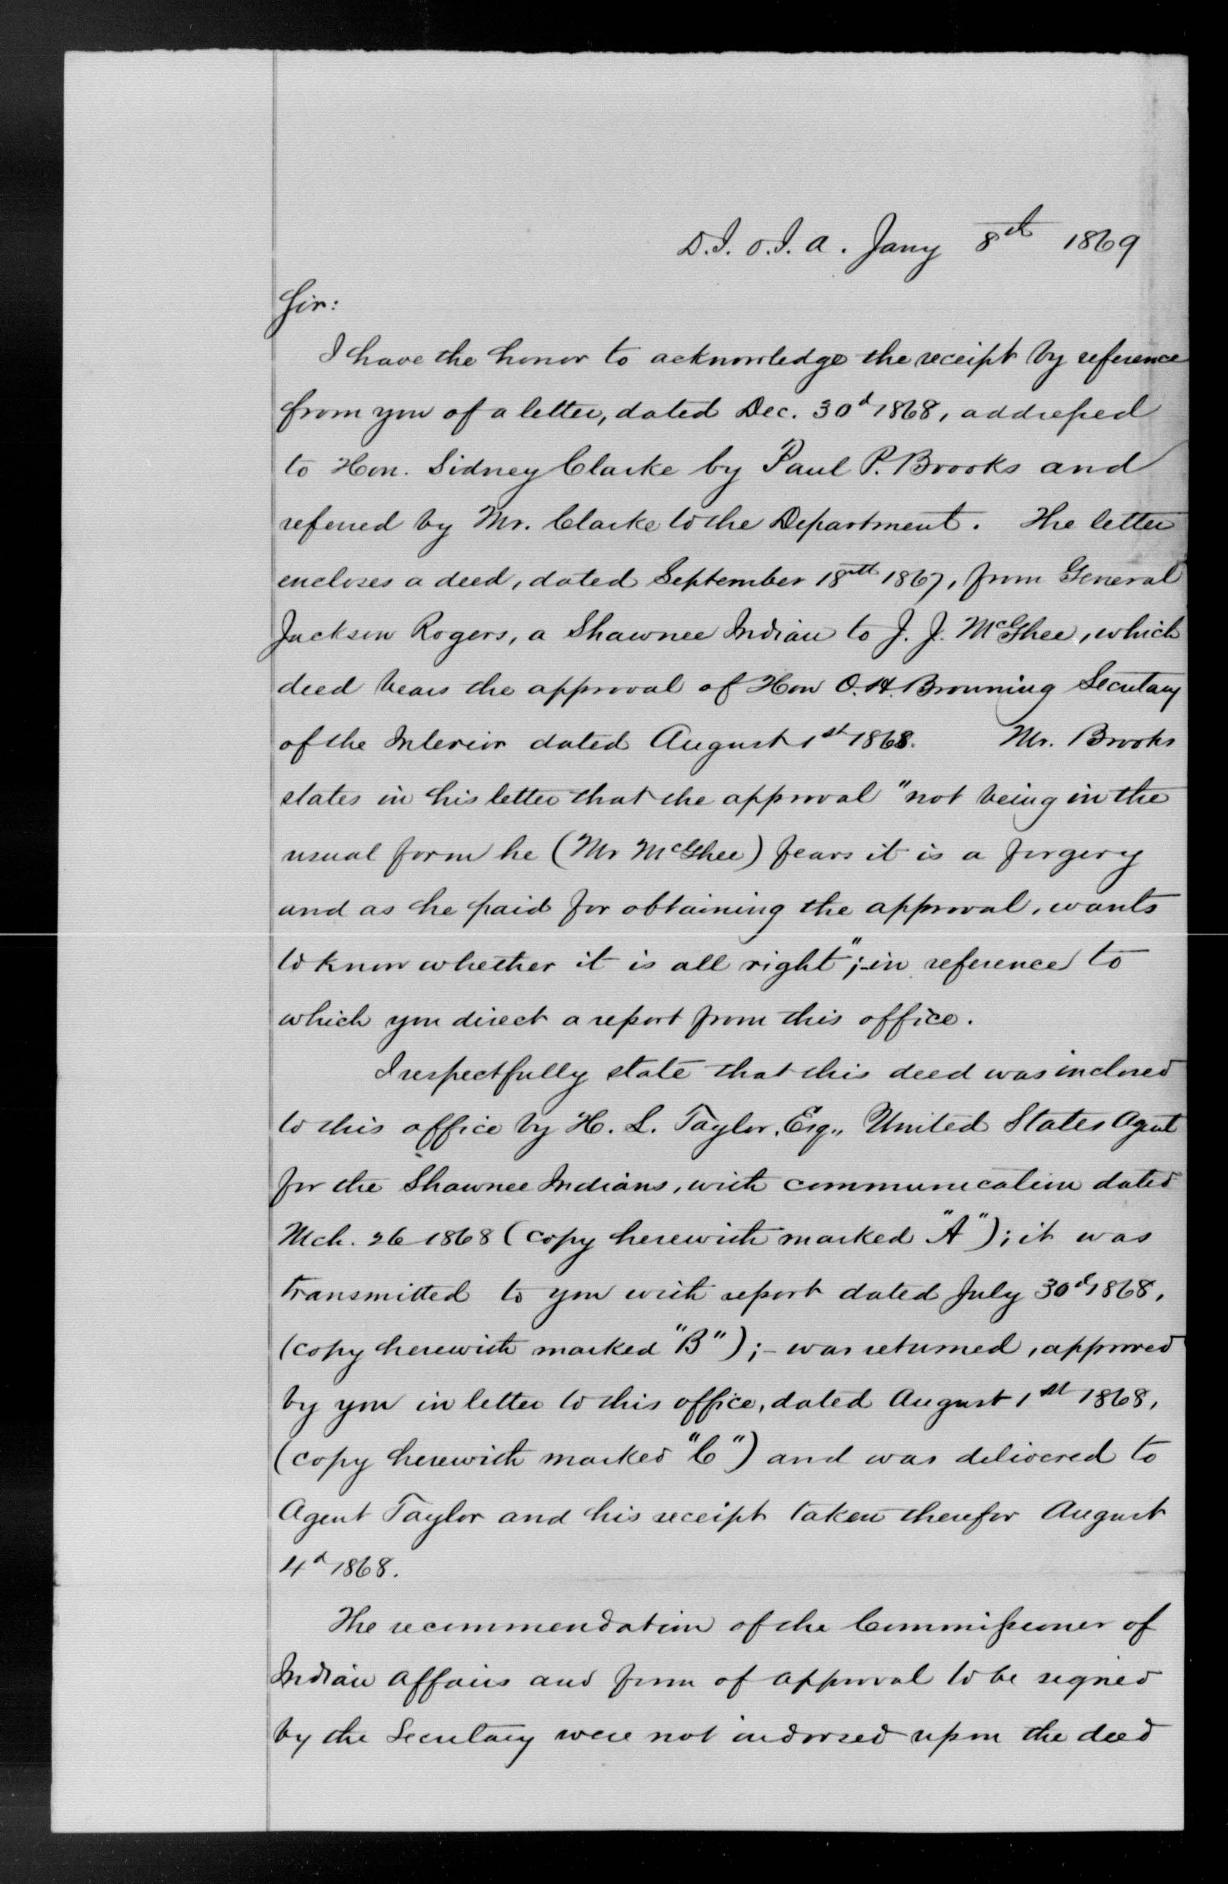 D.I. O.I.A. Jany 8th 1869
Sir:
I have the honor to acknowledge the receipt by reference
from you of a letter, dated Dec. 30d 1868, addressed
to Hon. Sidney Clarke by Paul P. Brooks and
referred by Mr. Clarke to the Department. The letter
encloses a deed, dated September 18th 1867, from General
Jackson Rogers, a Shawnee Indian to J. J. McGhee, which
deed bears the approval of Hon O. H. Browning Secretary
of the Interior dated August 1st 1868. Mr. Brooks
states in his letter that the approval "not being in the
usual form he (Mr McGhee) fears it is a forgery
and as he paid for obtaining the approval, wants
to know whether it is all right"; in reference to
which you direct a report from this office.
I respectfully state that this deed was inclosed
to this office by H. L. Taylor, Esq., United States Agent
for the Shawnee Indians, with communication dated
Mch. 26 1868 (copy herewith marked "A"); it was
transmitted to you with report dated July 30d 1868,
(copy herewith marked "B");- was returned, approved
by you in letter to this office, dated August 1st 1868,
(copy herewith marked "C") and was delivered to
Agent Taylor and his receipt taken therefor August
4d 1868.
The recommendation of the Commissioner of
Indian Affairs and form of approval to be signed
by the Secretary were not indorsed upon the deed